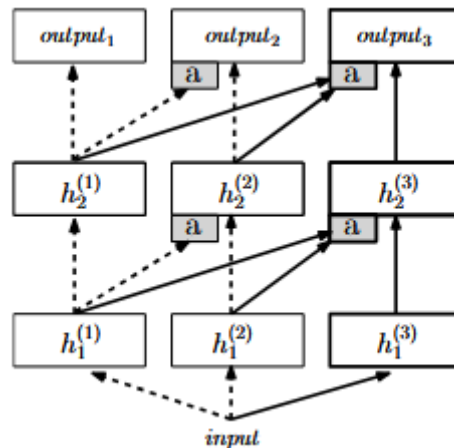 output₁ output₂ output₃
a a
h₂⁽¹⁾ h₂⁽²⁾ h₂⁽³⁾
a a
h₁⁽¹⁾ h₁⁽²⁾ h₁⁽³⁾
input